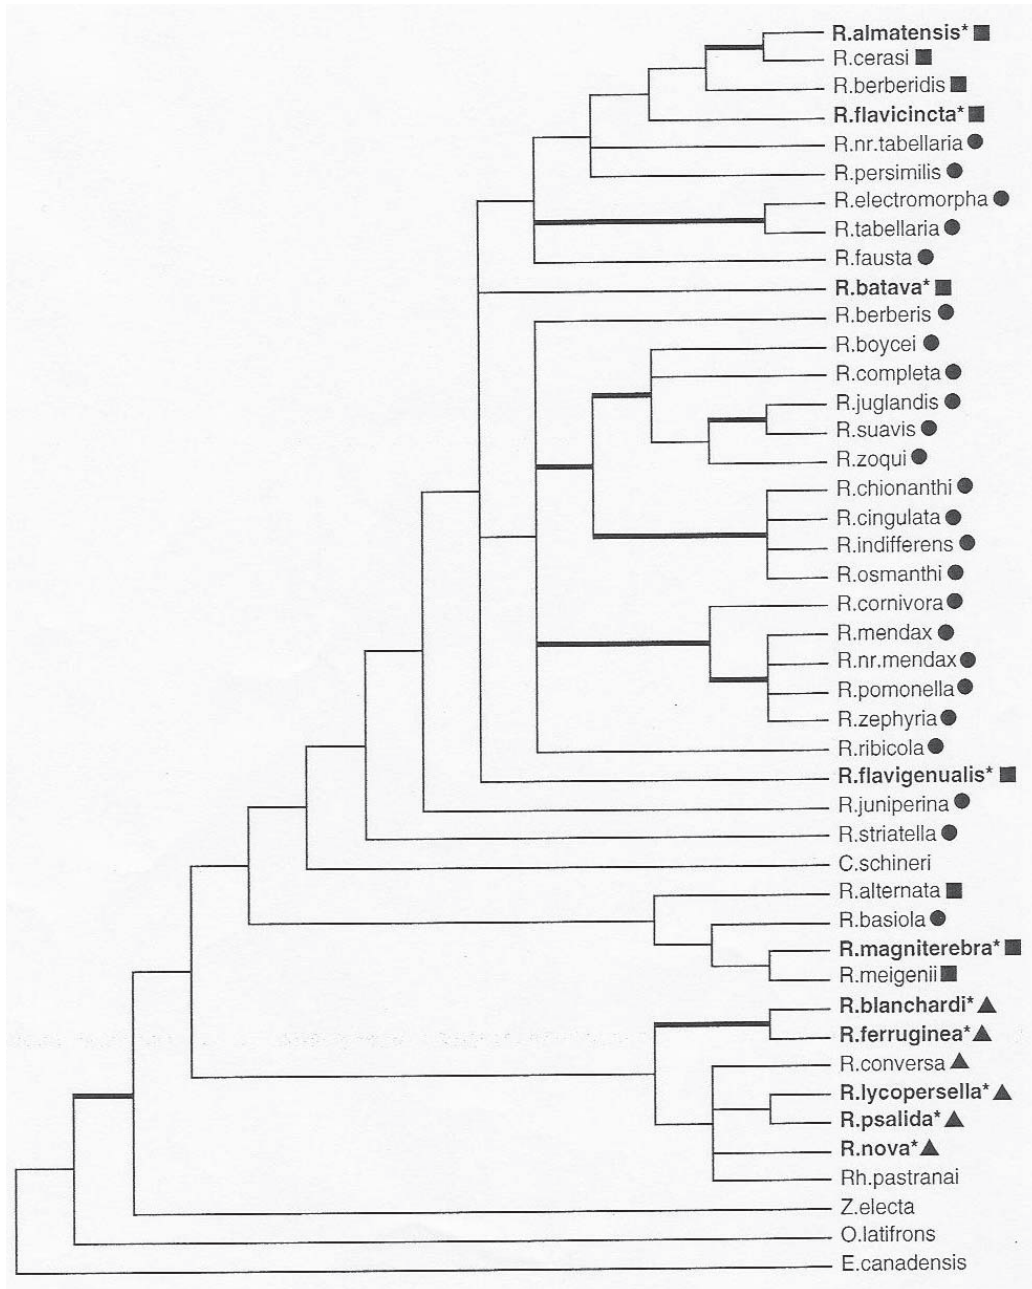 R.almatensis*
R.cerasi
R.berberidis
R.flavicincta*
R.nr.tabellaria
R.persimilis
R.electromorpha
R.tabellaria
R.fausta
R.batava*
R.berberis
R.boycei
R.completa
R.juglandis
R.suavis
R.zoqui
R.chionanthi
R.cingulata
R.indifferens
R.osmanthi
R.cornivora
R.mendax
R.nr.mendax
R.pomonella
R.zephyria
R.ribicola
R.flavigenualis*
R.juniperina
R.striatella
C.schineri
R.alternata
R.basiola
R.magniterebra*
R.meigenii
R.blanchardi*
R.ferruginea*
R.conversa
R.lycopersella*
R.psalida*
R.nova*
Rh.pastranai
Z.electa
O.latifrons
E.canadensis